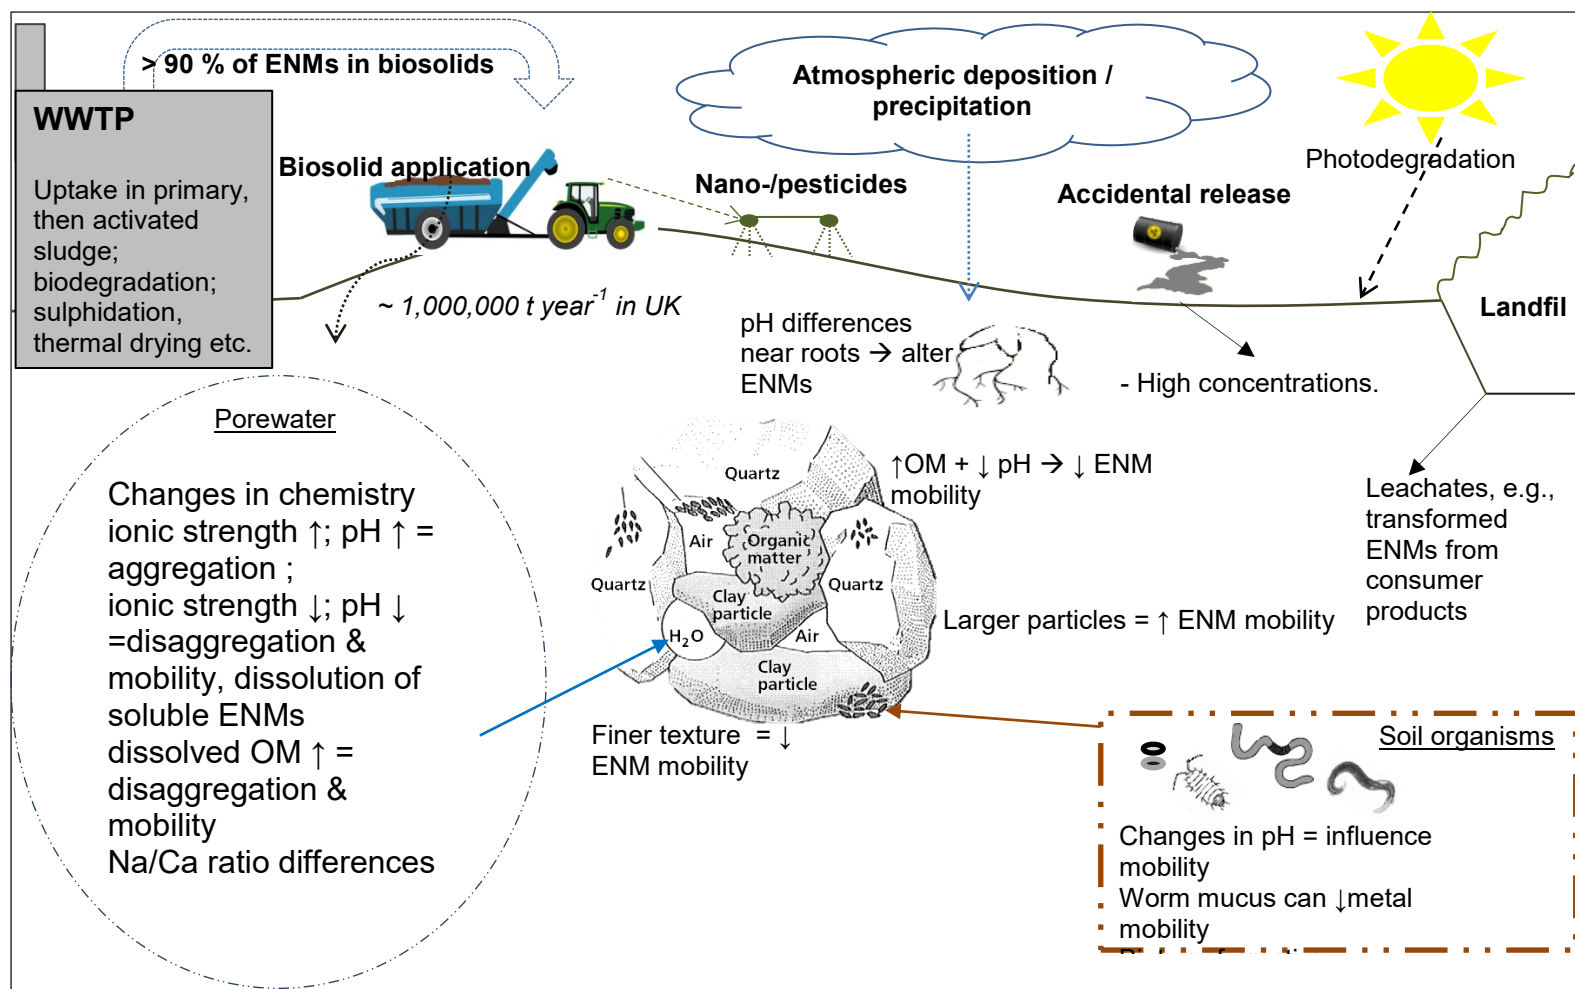 > 90 % of ENMs in biosolids
WWTP
Uptake in primary,
then activated
sludge;
biodegradation;
sulphidation,
thermal drying etc.
Biosolid application
~ 1,000,000 t year⁻¹ in UK
Nano-/pesticides
Atmospheric deposition /
precipitation
Accidental release
Photodegradation
Landfil
pH differences
near roots → alter
ENMs
- High concentrations.
Leachates, e.g.,
transformed
ENMs from
consumer
products
Porewater
Changes in chemistry
ionic strength ↑; pH ↑ =
aggregation ;
ionic strength ↓; pH ↓
=disaggregation &
mobility, dissolution of
soluble ENMs
dissolved OM ↑ =
disaggregation &
mobility
Na/Ca ratio differences
Quartz
Air
Organic
matter
Quartz
Quartz
Clay
particle
H₂O
Air
Clay
particle
↑OM + ↓ pH → ↓ ENM
mobility
Larger particles = ↑ ENM mobility
Finer texture = ↓
ENM mobility
Soil organisms
Changes in pH = influence
mobility
Worm mucus can ↓metal
mobility